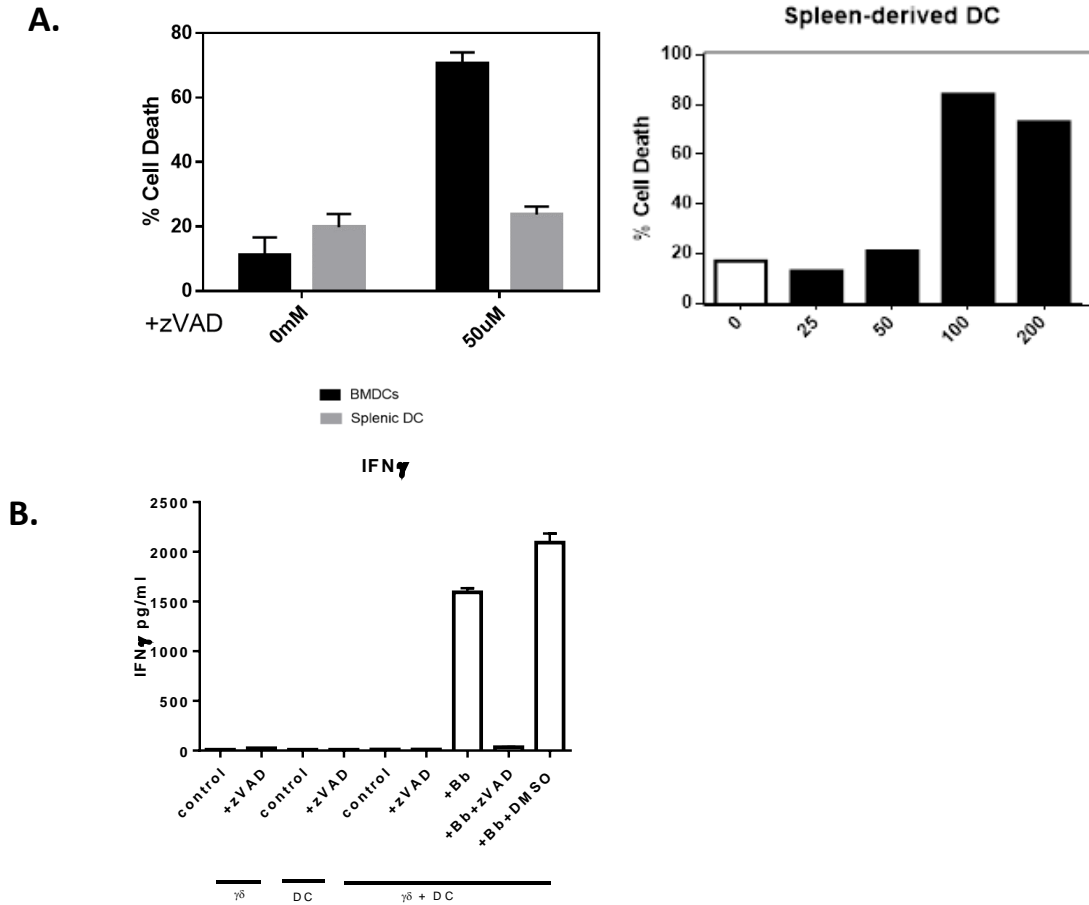 A.
80
60
40
20
0
% Cell Death
+zVAD
0mM
50uM
BMDCs
Splenic DC
Spleen-derived DC
100
80
60
40
20
0
% Cell Death
0
25
50
100
200
B.
IFNγ
2500
2000
1500
1000
500
0
IFNγ pg/ml
control
+zVAD
control
+zVAD
control
+zVAD
+Bb
+Bb+zVAD
+Bb+DMSO
γδ
DC
γδ + DC